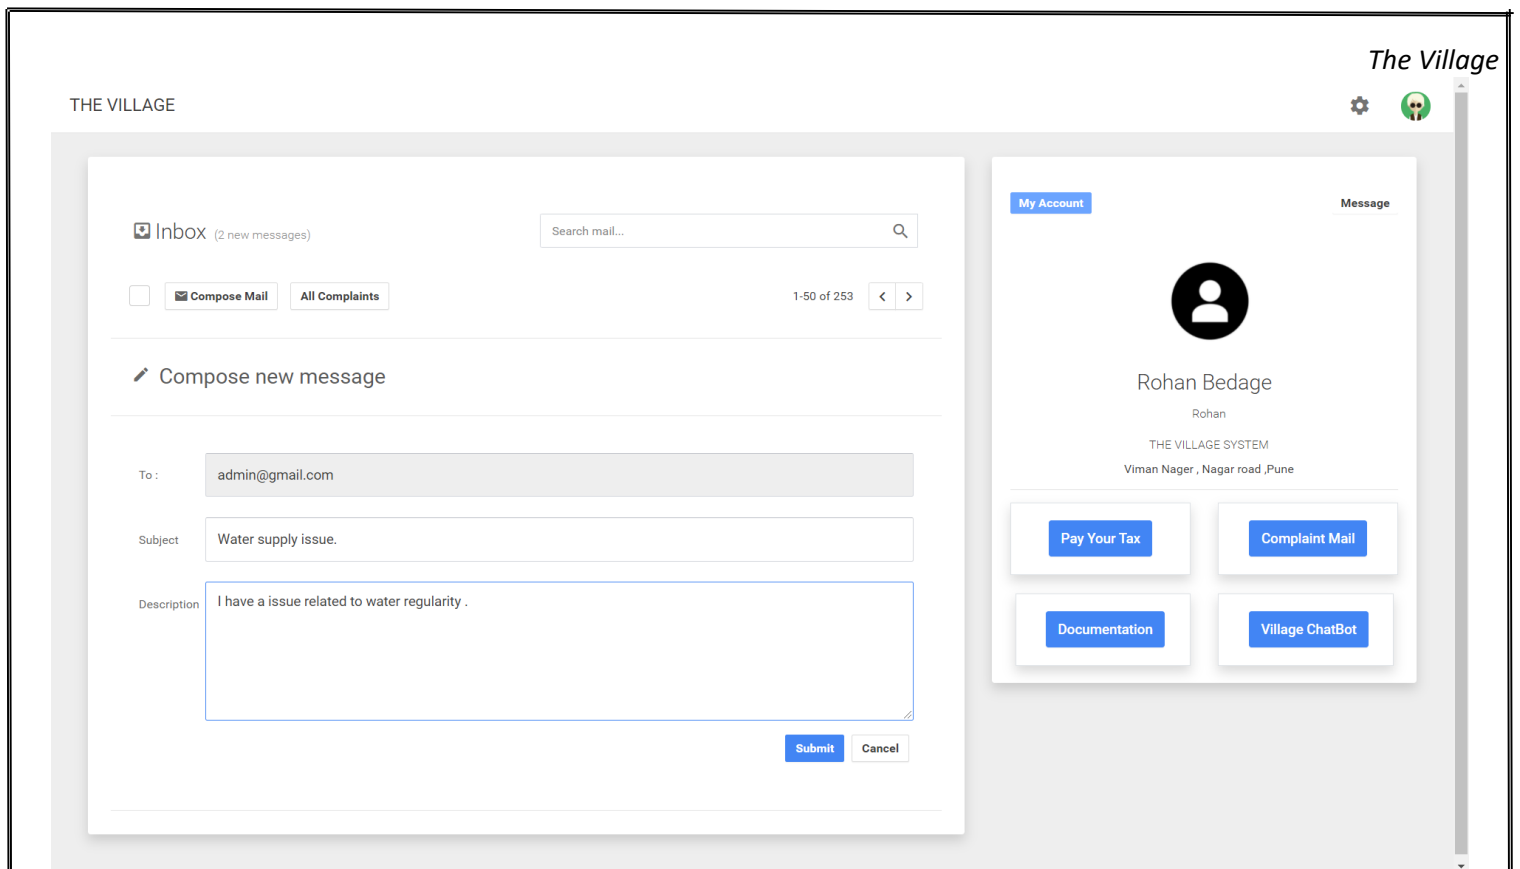 The Village
THE VILLAGE
Inbox (2 new messages)
Search mail...
Compose Mail
All Complaints
1-50 of 253
Compose new message
To :
admin@gmail.com
Subject
Water supply issue.
Description
I have a issue related to water regularity .
Submit
Cancel
My Account
Message
Rohan Bedage
Rohan
THE VILLAGE SYSTEM
Viman Nager , Nagar road ,Pune
Pay Your Tax
Complaint Mail
Documentation
Village ChatBot